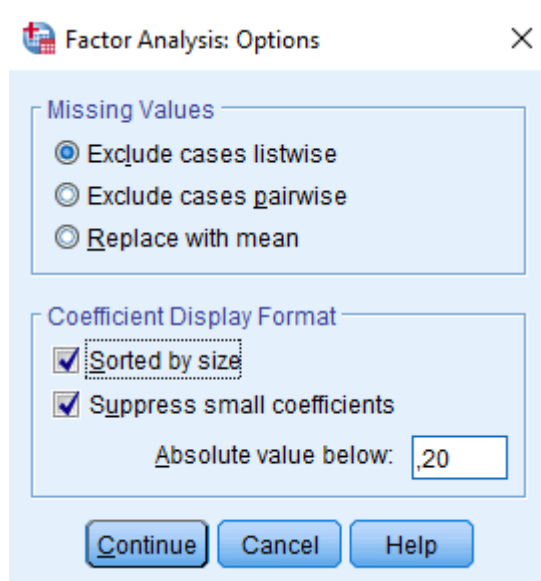 Factor Analysis: Options
Missing Values
Exclude cases listwise
Exclude cases pairwise
Replace with mean
Coefficient Display Format
Sorted by size
Suppress small coefficients
Absolute value below: ,20
Continue Cancel Help